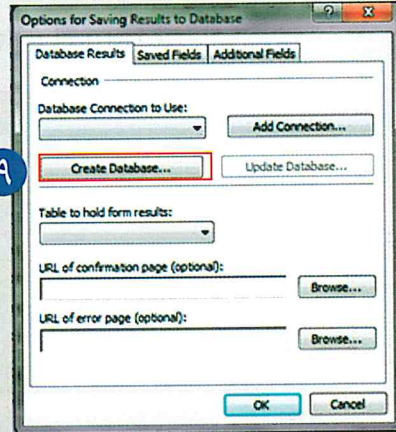 Options for Saving Results to Database
Database Results Saved Fields Additional Fields
Connection
Database Connection to Use:
Add Connection...
Create Database... Update Database...
Table to hold form results:
URL of confirmation page (optional):
Browse...
URL of error page (optional):
Browse...
OK Cancel